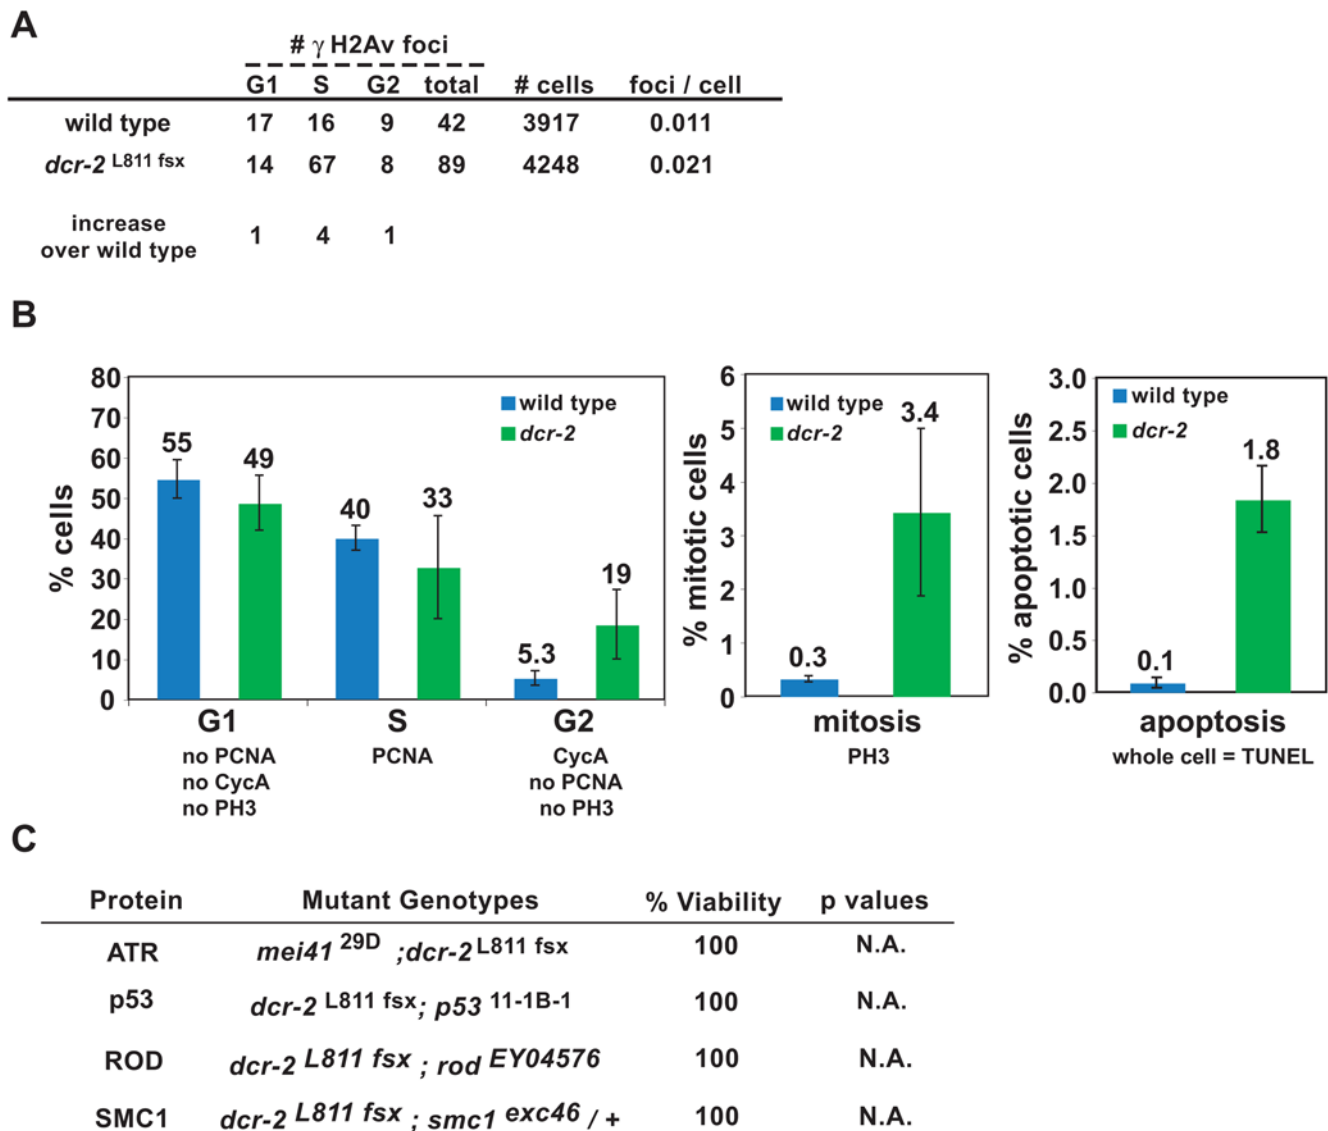 A
# γ H2Av foci
G1 S G2 total # cells foci / cell
wild type 17 16 9 42 3917 0.011
dcr-2 L811 fsx 14 67 8 89 4248 0.021
increase
over wild type 1 4 1
B
80
70
60
50
40
30
20
10
0
% cells
wild type
dcr-2
55 49 40 33 5.3 19
G1 S G2
no PCNA PCNA CycA
no CycA no PCNA
no PH3 no PH3
6
5
4
3
2
1
0
% mitotic cells
wild type
dcr-2
0.3 3.4
mitosis
PH3
3.0
2.5
2.0
1.5
1.0
0.5
0.0
% apoptotic cells
wild type
dcr-2
0.1 1.8
apoptosis
whole cell = TUNEL
C
Protein Mutant Genotypes % Viability p values
ATR mei41 29D ;dcr-2 L811 fsx 100 N.A.
p53 dcr-2 L811 fsx; p53 11-1B-1 100 N.A.
ROD dcr-2 L811 fsx ; rod EY04576 100 N.A.
SMC1 dcr-2 L811 fsx ; smc1 exc46 / + 100 N.A.